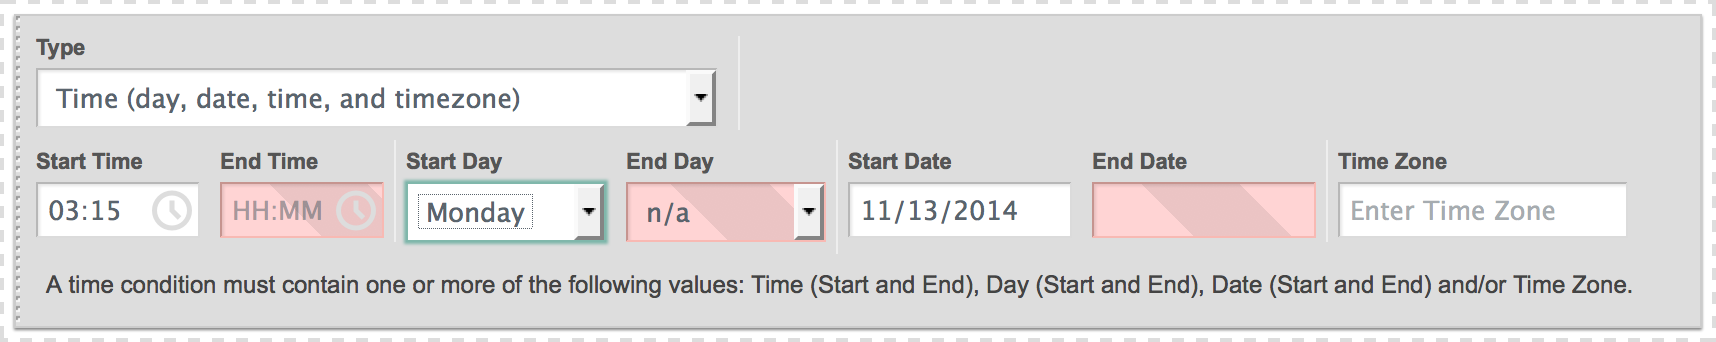 Type
Time (day, date, time, and timezone)
Start Time End Time Start Day End Day Start Date End Date Time Zone
03:15 HH:MM Monday n/a 11/13/2014 Enter Time Zone
A time condition must contain one or more of the following values: Time (Start and End), Day (Start and End), Date (Start and End) and/or Time Zone.